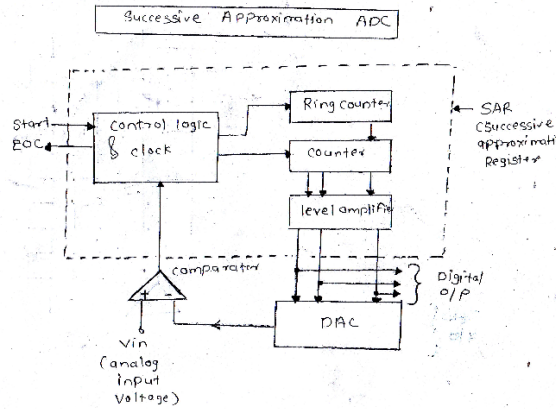 Successive Approximation ADC
Start
EOC
Control logic
& clock
Ring counter
Counter
level amplifie
SAR
(Successive
approximati
Register
Comparator
+ -
Vin
(analog
input
Voltage)
DAC
Digital
O/P